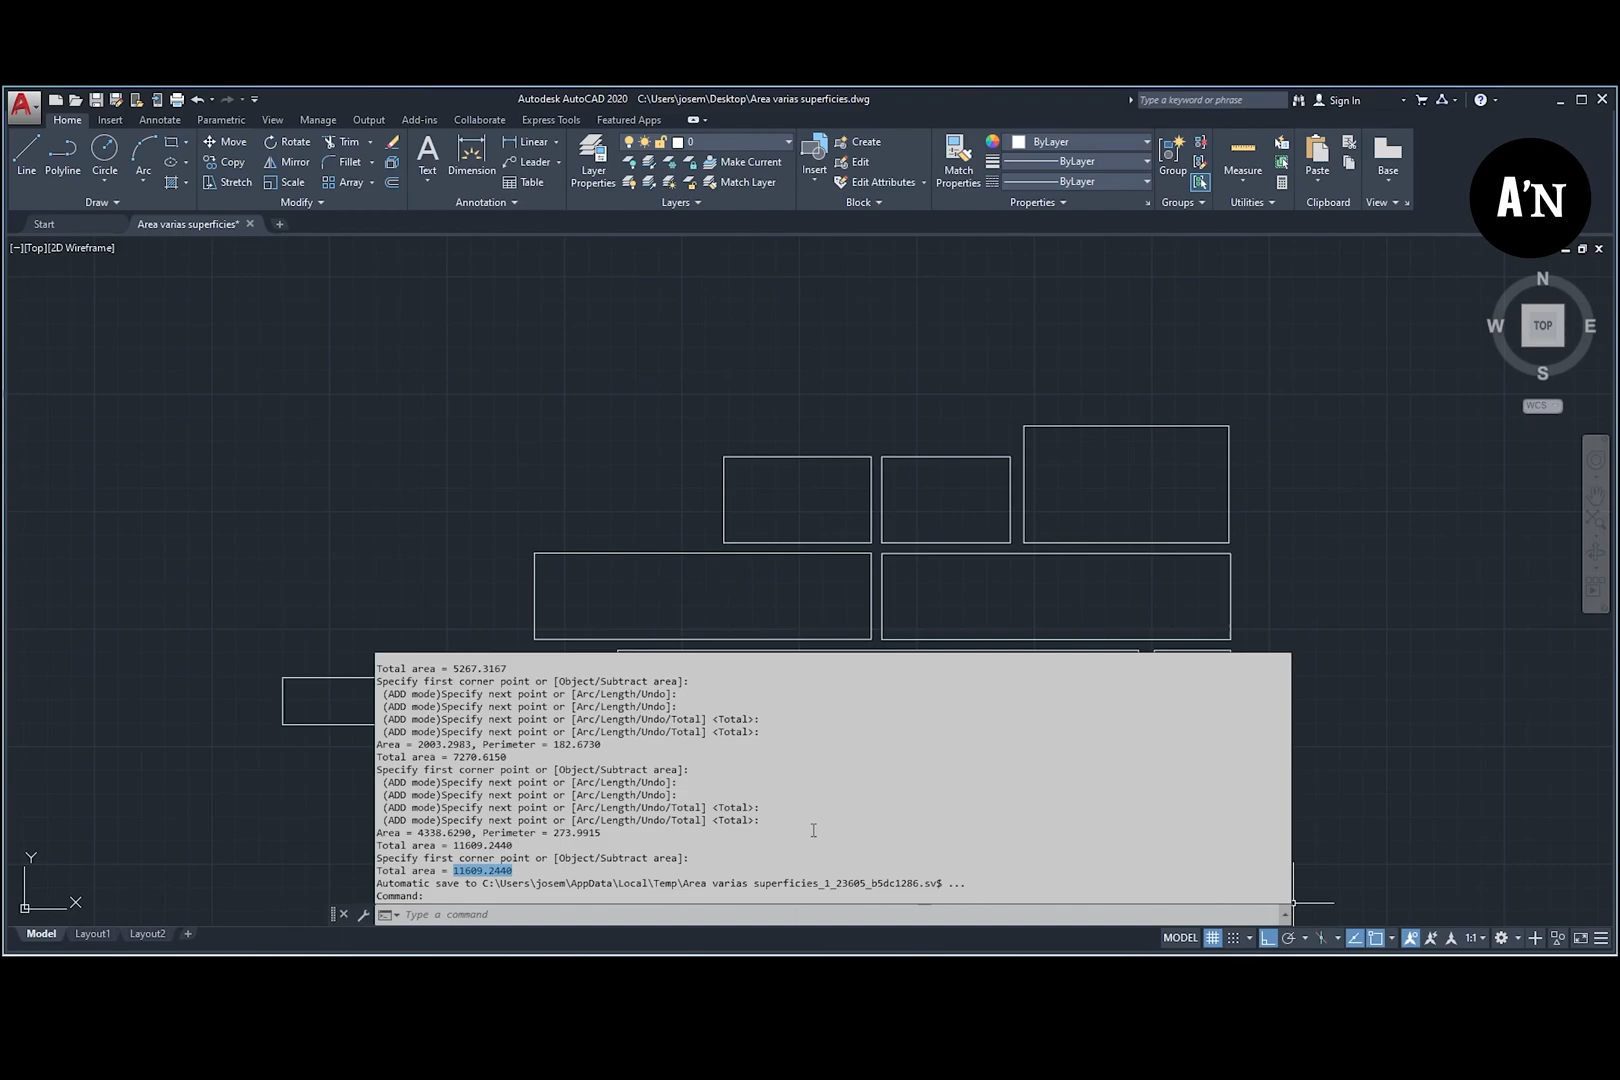 Autodesk AutoCAD 2020 C:\Users\josem\Desktop\Area varias superficies.dwg
Type a keyword or phrase
Sign In
Home Insert Annotate Parametric View Manage Output Add-ins Collaborate Express Tools Featured Apps
Line Polyline Circle Arc
Draw
Move Rotate Trim
Copy Mirror Fillet
Stretch Scale Array
Modify
Text Dimension
Linear
Leader
Table
Annotation
Layer Properties
0
Make Current
Match Layer
Layers
Insert
Create
Edit
Edit Attributes
Block
Match Properties
ByLayer
ByLayer
ByLayer
Properties
Group
Groups
Measure
Utilities
Paste
Clipboard
Base
View
A'N
Start Area varias superficies*
[−][Top][2D Wireframe]
N
W TOP E
S
WCS
Total area = 5267.3167
Specify first corner point or [Object/Subtract area]:
(ADD mode)Specify next point or [Arc/Length/Undo]:
(ADD mode)Specify next point or [Arc/Length/Undo]:
(ADD mode)Specify next point or [Arc/Length/Undo/Total] <Total>:
(ADD mode)Specify next point or [Arc/Length/Undo/Total] <Total>:
Area = 2003.2983, Perimeter = 182.6730
Total area = 7270.6150
Specify first corner point or [Object/Subtract area]:
(ADD mode)Specify next point or [Arc/Length/Undo]:
(ADD mode)Specify next point or [Arc/Length/Undo]:
(ADD mode)Specify next point or [Arc/Length/Undo/Total] <Total>:
(ADD mode)Specify next point or [Arc/Length/Undo/Total] <Total>:
Area = 4338.6290, Perimeter = 273.9915
Total area = 11609.2440
Specify first corner point or [Object/Subtract area]:
Total area = 11609.2440
Automatic save to C:\Users\josem\AppData\Local\Temp\Area varias superficies_1_23605_b5dc1286.sv$ ...
Command:
Type a command
Y
X
Model Layout1 Layout2
MODEL
1:1